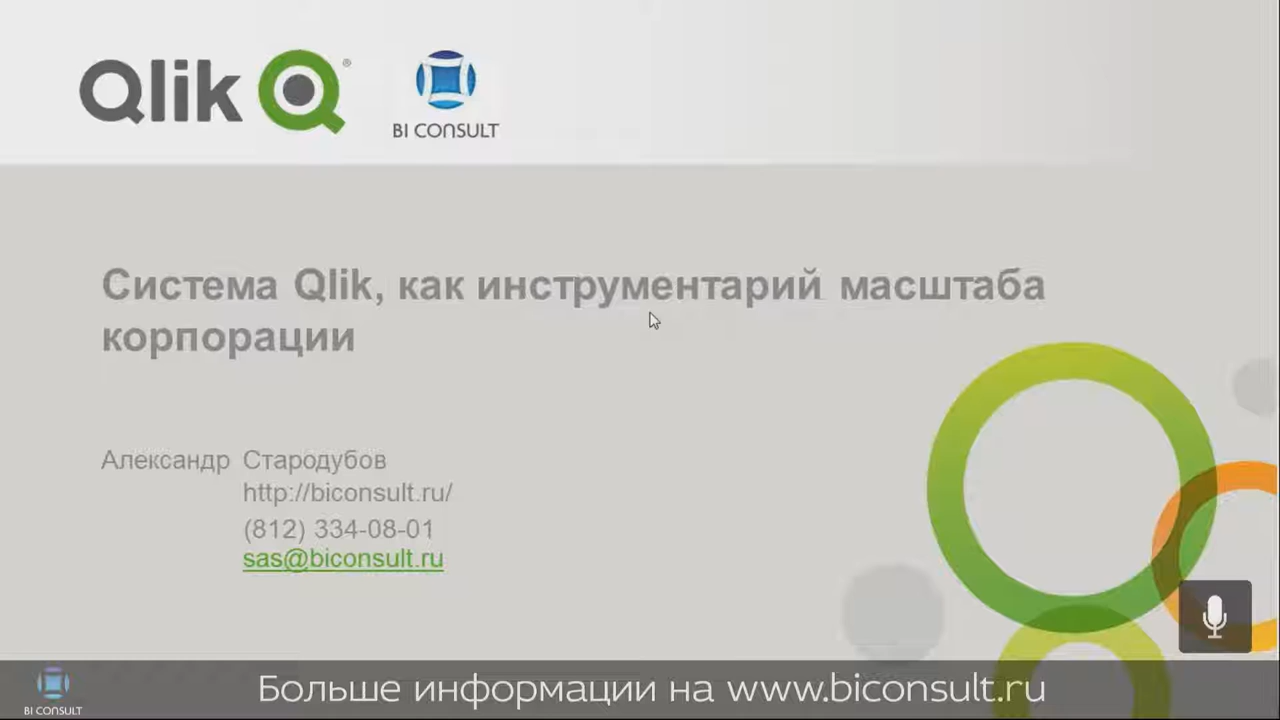 Qlik Q®
BI CONSULT
Система Qlik, как инструментарий масштаба
корпорации
Александр Стародубов
http://biconsult.ru/
(812) 334-08-01
sas@biconsult.ru
BI CONSULT
Больше информации на www.biconsult.ru